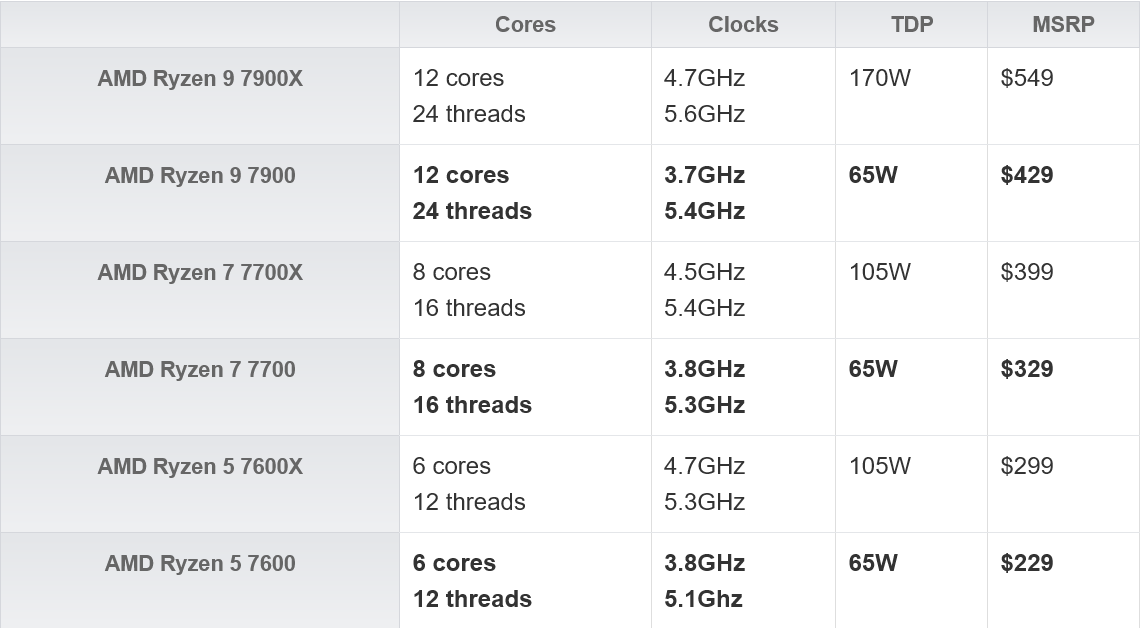 Cores Clocks TDP MSRP
AMD Ryzen 9 7900X 12 cores 4.7GHz 170W $549
24 threads 5.6GHz
AMD Ryzen 9 7900 12 cores 3.7GHz 65W $429
24 threads 5.4GHz
AMD Ryzen 7 7700X 8 cores 4.5GHz 105W $399
16 threads 5.4GHz
AMD Ryzen 7 7700 8 cores 3.8GHz 65W $329
16 threads 5.3GHz
AMD Ryzen 5 7600X 6 cores 4.7GHz 105W $299
12 threads 5.3GHz
AMD Ryzen 5 7600 6 cores 3.8GHz 65W $229
12 threads 5.1Ghz